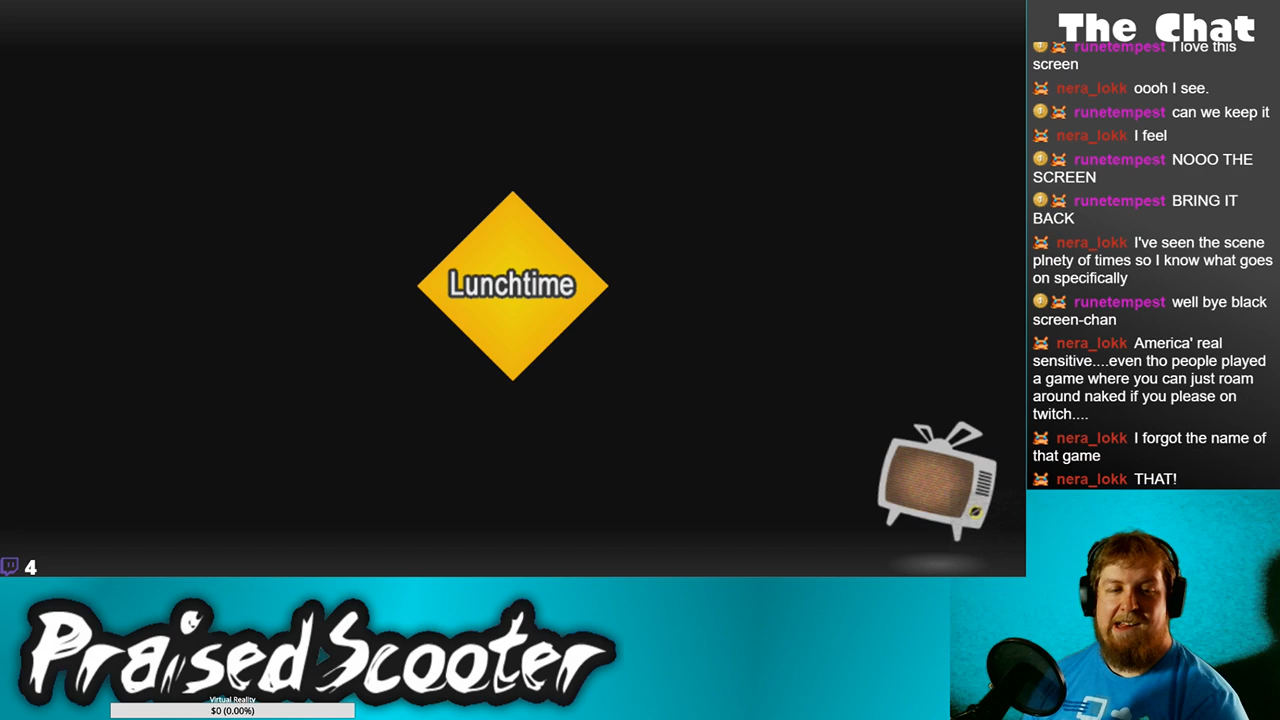 The Chat
runetempest I love this
screen
nera_lokk oooh I see.
runetempest can we keep it
nera_lokk I feel
runetempest NOOO THE
SCREEN
runetempest BRING IT
BACK
nera_lokk I've seen the scene
plnety of times so I know what goes
on specifically
runetempest well bye black
screen-chan
nera_lokk America' real
sensitive....even tho people played
a game where you can just roam
around naked if you please on
twitch....
nera_lokk I forgot the name of
that game
nera_lokk THAT!
Lunchtime
4
PraisedScooter
Virtual Reality
$0 (0.00%)